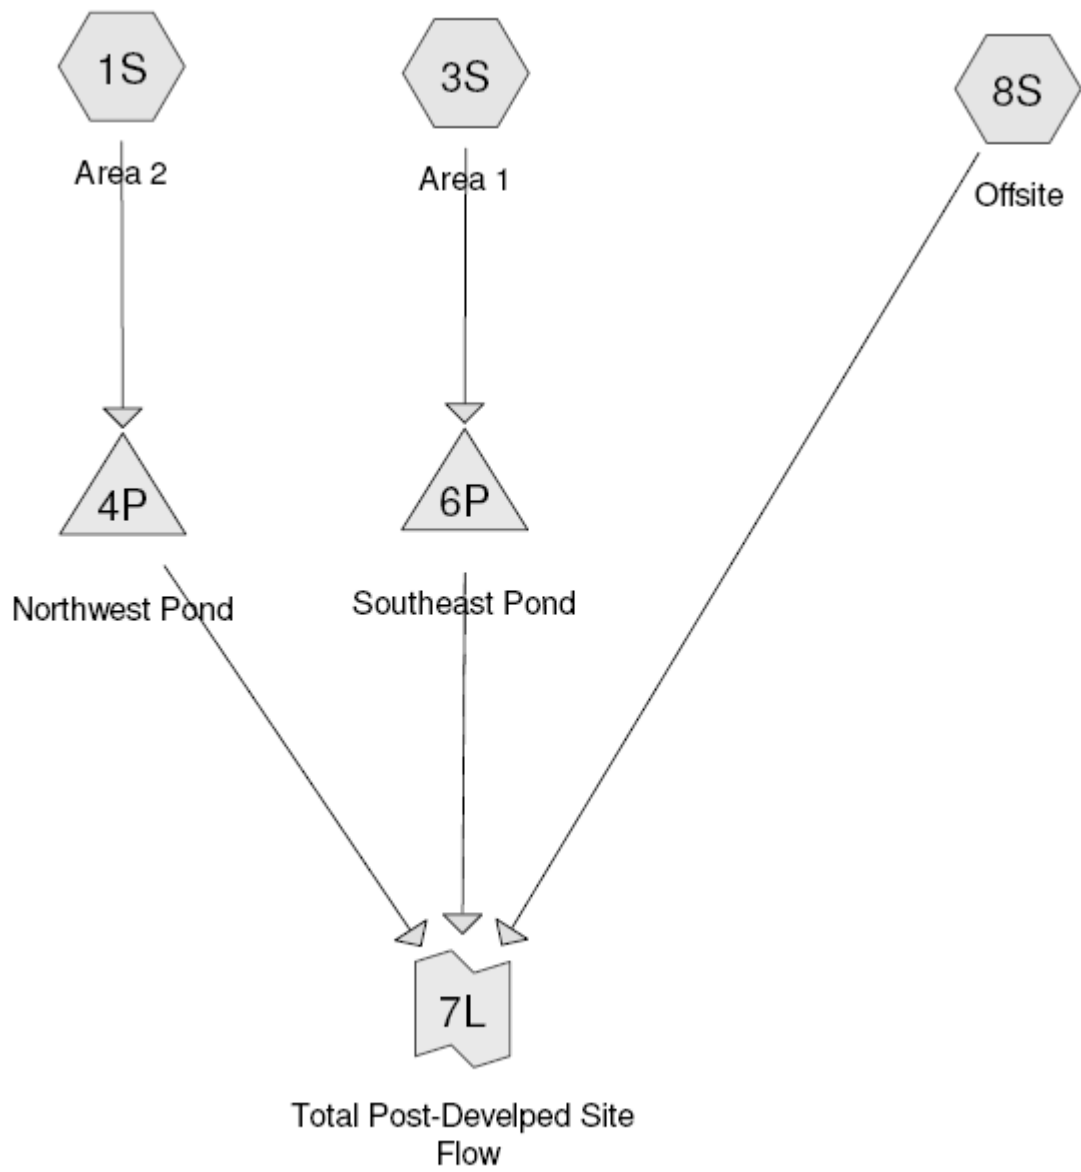 1S
3S
8S
Area 2
Area 1
Offsite
4P
6P
Northwest Pond
Southeast Pond
7L
Total Post-Develped Site
Flow